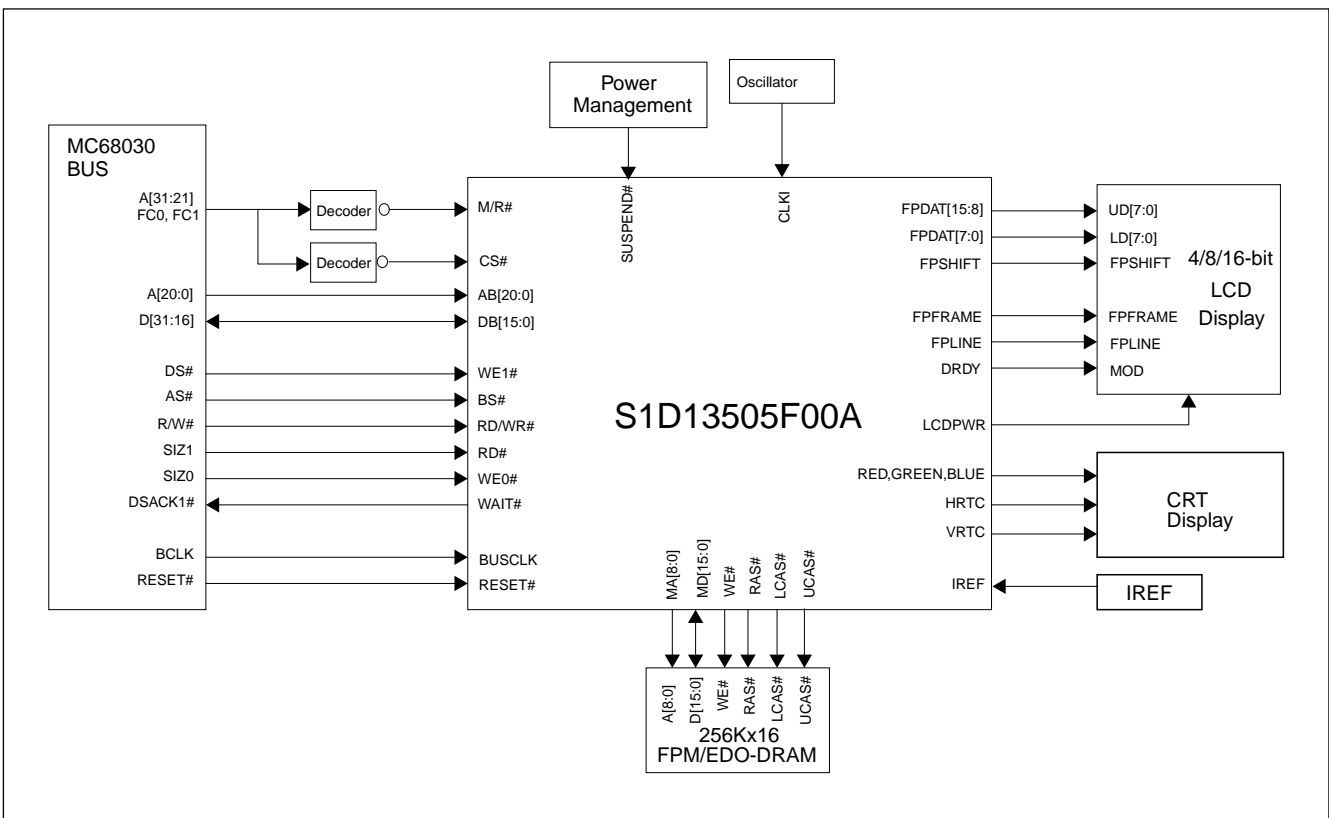 Power
Management
Oscillator
MC68030
BUS
A[31:21]
FC0, FC1
Decoder
Decoder
A[20:0]
D[31:16]
DS#
AS#
R/W#
SIZ1
SIZ0
DSACK1#
BCLK
RESET#
M/R#
CS#
AB[20:0]
DB[15:0]
WE1#
BS#
RD/WR#
RD#
WE0#
WAIT#
BUSCLK
RESET#
SUSPEND#
CLKI
S1D13505F00A
FPDAT[15:8]
FPDAT[7:0]
FPSHIFT
FPFRAME
FPLINE
DRDY
LCDPWR
RED,GREEN,BLUE
HRTC
VRTC
IREF
UD[7:0]
LD[7:0]
FPSHIFT
FPFRAME
FPLINE
MOD
4/8/16-bit
LCD
Display
CRT
Display
IREF
MA[8:0]
MD[15:0]
WE#
RAS#
LCAS#
UCAS#
A[8:0]
D[15:0]
WE#
RAS#
LCAS#
UCAS#
256Kx16
FPM/EDO-DRAM